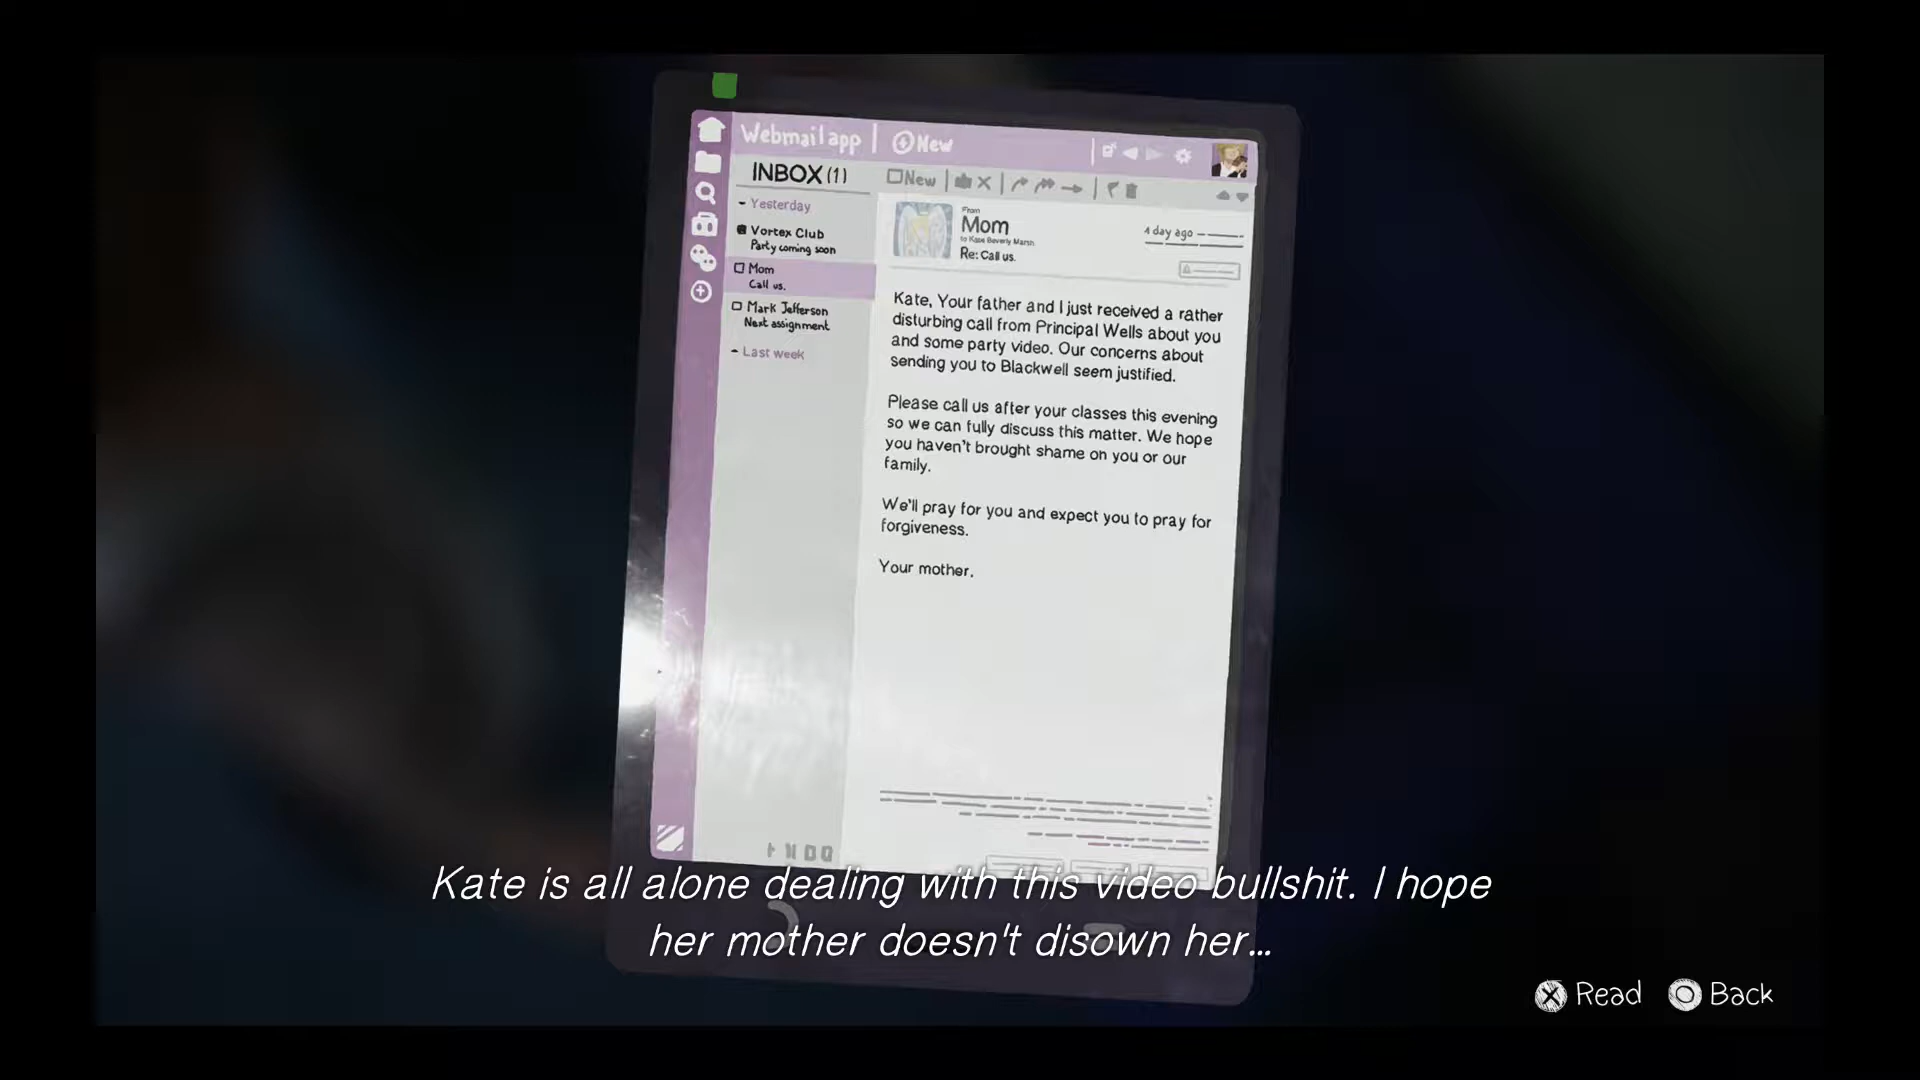 Webmail app | New
INBOX (1)
New
Yesterday
Vortex Club
Party coming soon
Mom
Call us.
Mark Jefferson
Next assignment
Last week
From
Mom
to Kate Beverly Marsh
Re: Call us.
1 day ago
Kate, Your father and I just received a rather
disturbing call from Principal Wells about you
and some party video. Our concerns about
sending you to Blackwell seem justified.
Please call us after your classes this evening
so we can fully discuss this matter. We hope
you haven't brought shame on you or our
family.
We'll pray for you and expect you to pray for
forgiveness.
Your mother.
Kate is all alone dealing with this video bullshit. I hope
her mother doesn't disown her...
Read
Back